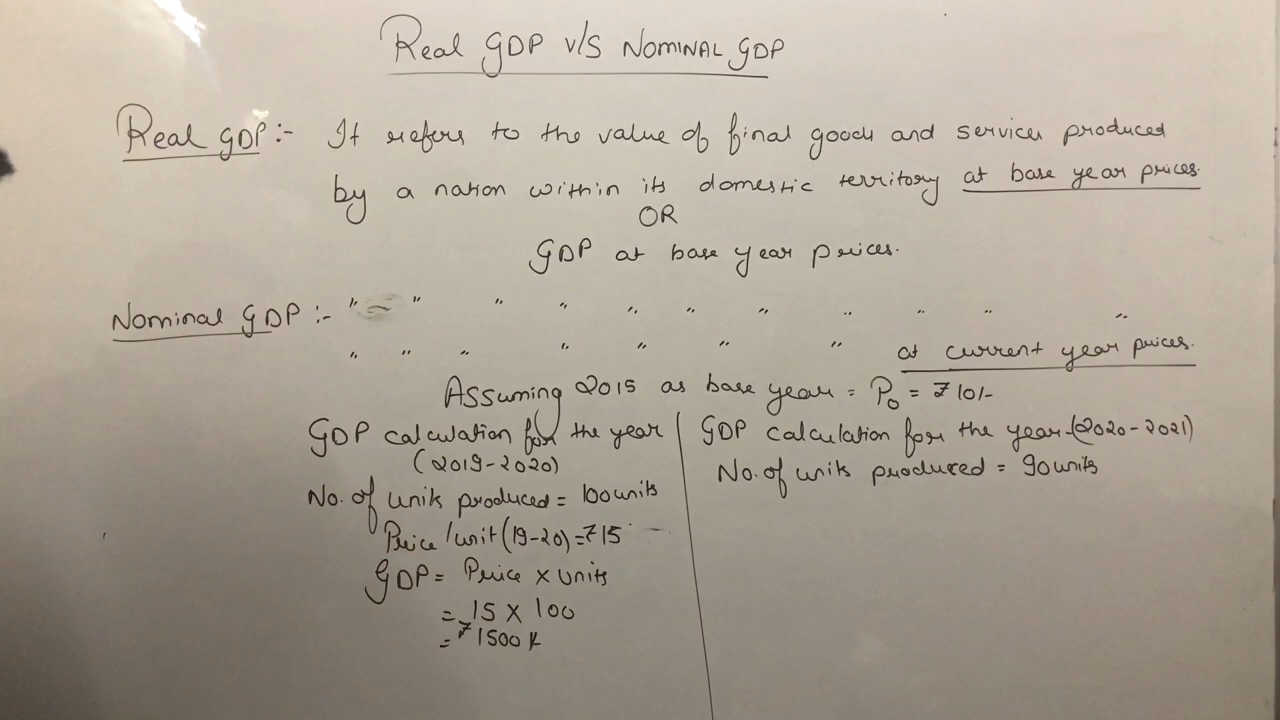 Real GDP v/s NOMINAL GDP
Real GDP :- It refers to the value of final goods and services produced
by a nation within its domestic territory at base year prices.
OR
GDP at base year prices.
Nominal GDP :- " " " " " " " " " " "
" " " " " " " at current year prices.
Assuming 2015 as base year = P₀ = ₹10/-
GDP calculation for the year
(2019-2020)
No. of units produced = 100 units
Price/unit (19-20) = ₹15
GDP = Price x units
= 15 x 100
= ₹1500
GDP calculation for the year (2020-2021)
No. of units produced = 90 units